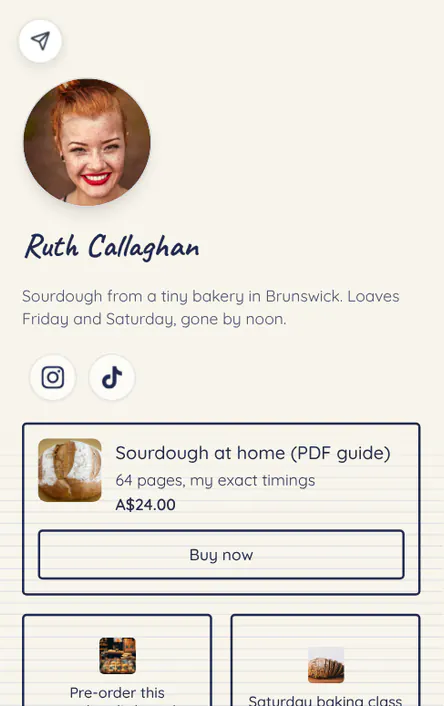 Ruth Callaghan
Sourdough from a tiny bakery in Brunswick. Loaves
Friday and Saturday, gone by noon.
Sourdough at home (PDF guide)
64 pages, my exact timings
A$24.00
Buy now
Pre-order this
Saturday baking class